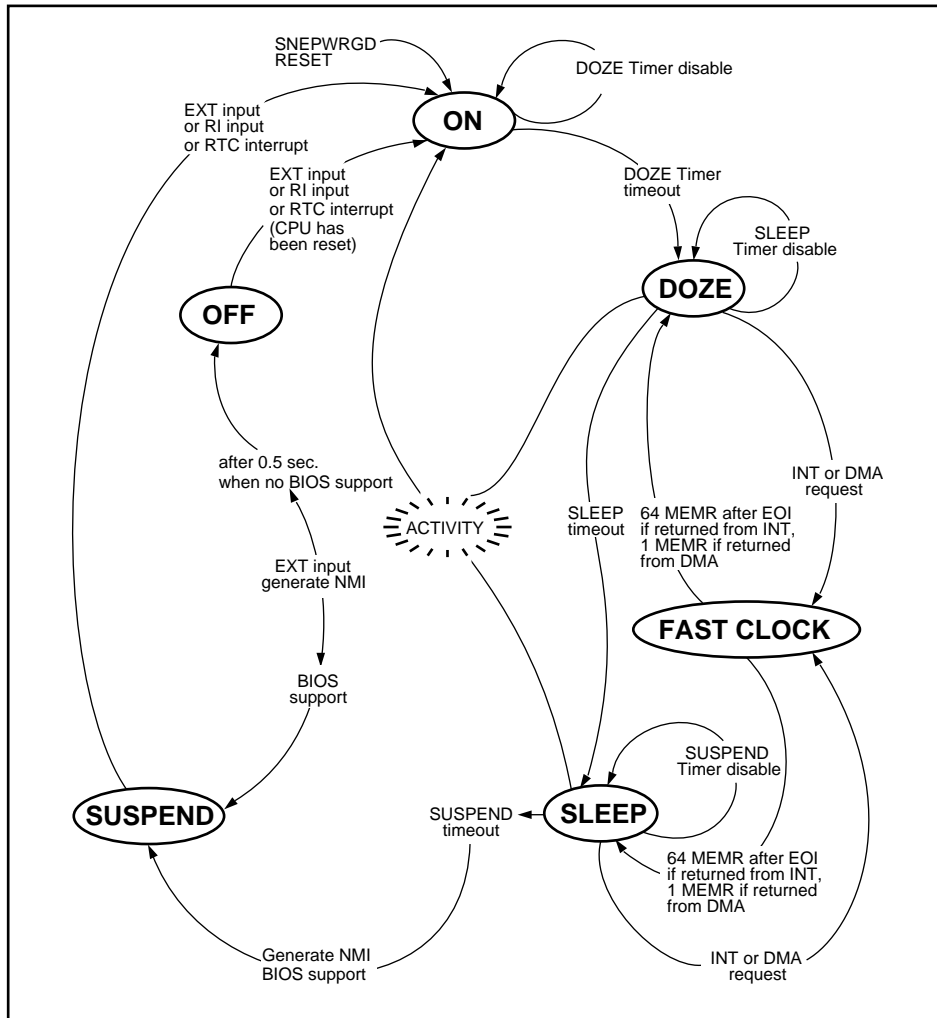 SNEPWRGD
RESET
DOZE Timer disable
EXT input
or RI input
or RTC interrupt
ON
EXT input
or RI input
or RTC interrupt
(CPU has
been reset)
DOZE Timer
timeout
SLEEP
Timer disable
DOZE
OFF
after 0.5 sec.
when no BIOS support
INT or DMA
request
64 MEMR after EOI
if returned from INT,
1 MEMR if returned
from DMA
SLEEP
timeout
ACTIVITY
EXT input
generate NMI
FAST CLOCK
BIOS
support
SUSPEND
Timer disable
SUSPEND
SUSPEND
timeout
SLEEP
64 MEMR after EOI
if returned from INT,
1 MEMR if returned
from DMA
Generate NMI
BIOS support
INT or DMA
request